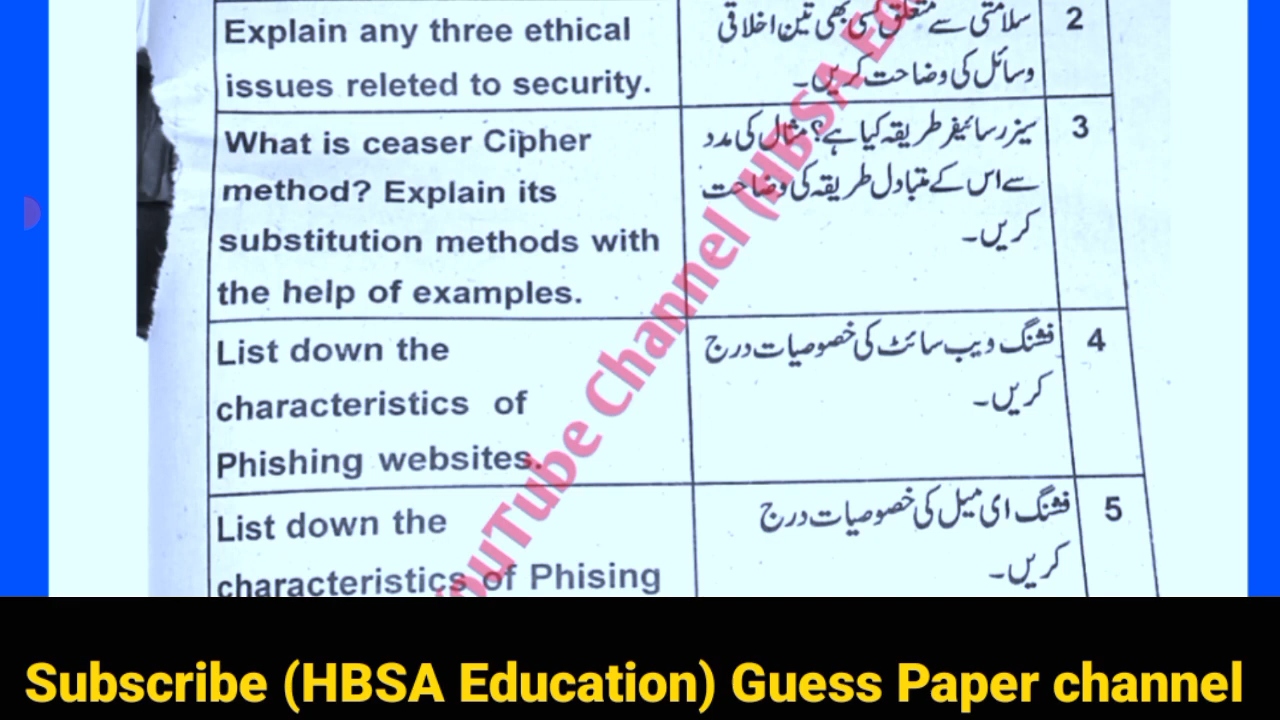 Explain any three ethical
issues releted to security.
سلامتی سے متعلق کسی بھی تین اخلاقی
وسائل کی وضاحت کریں۔
2
What is ceaser Cipher
method? Explain its
substitution methods with
the help of examples.
سیزر سائیفر طریقہ کیا ہے؟ مثال کی مدد
سے اس کے متبادل طریقہ کی وضاحت
کریں۔
3
List down the
characteristics of
Phishing websites.
فشنگ ویب سائٹ کی خصوصیات درج
کریں۔
4
List down the
characteristics of Phising
فشنگ ای میل کی خصوصیات درج
کریں۔
5
YouTube Channel (HBSA
Subscribe (HBSA Education) Guess Paper channel